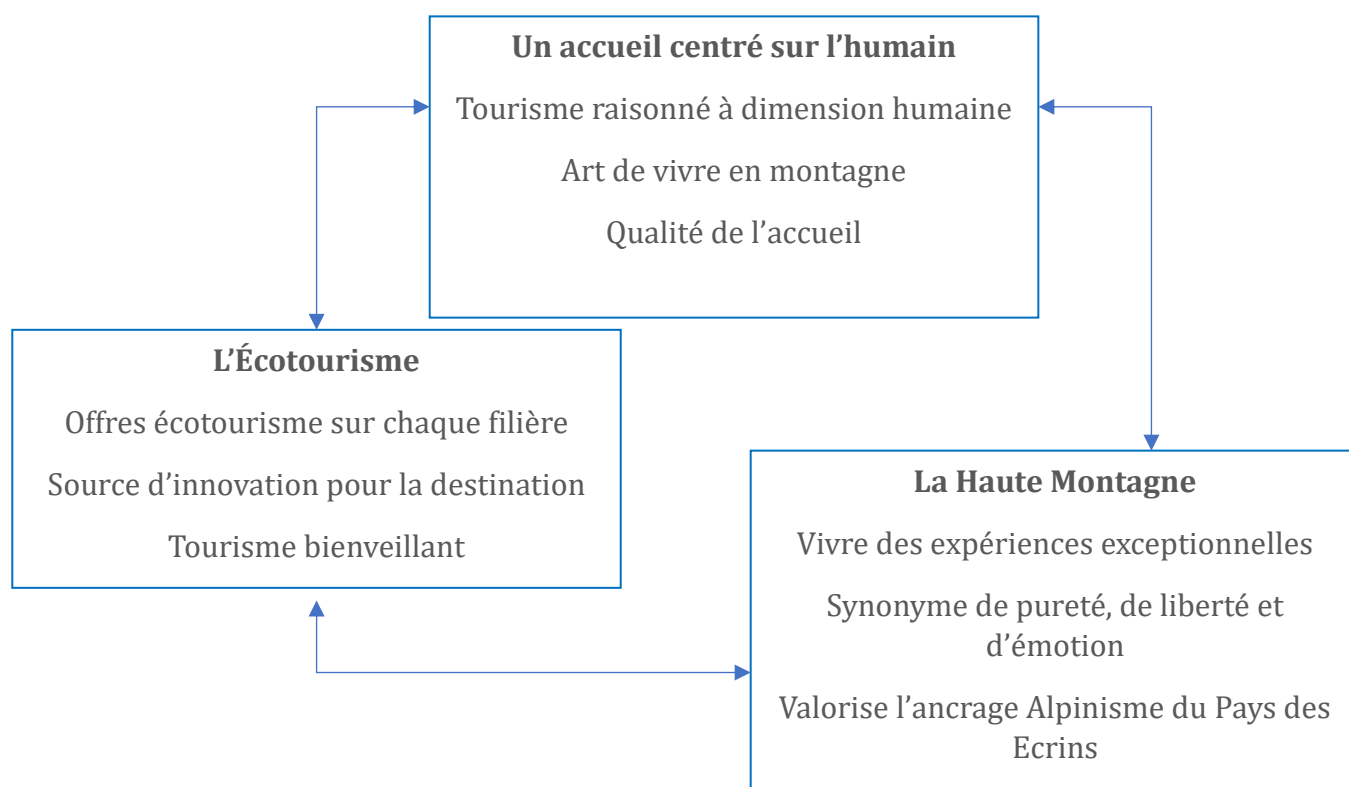 Un accueil centré sur l’humain
Tourisme raisonné à dimension humaine
Art de vivre en montagne
Qualité de l’accueil
L’Écotourisme
Offres écotourisme sur chaque filière
Source d’innovation pour la destination
Tourisme bienveillant
La Haute Montagne
Vivre des expériences exceptionnelles
Synonyme de pureté, de liberté et
d’émotion
Valorise l’ancrage Alpinisme du Pays des
Ecrins